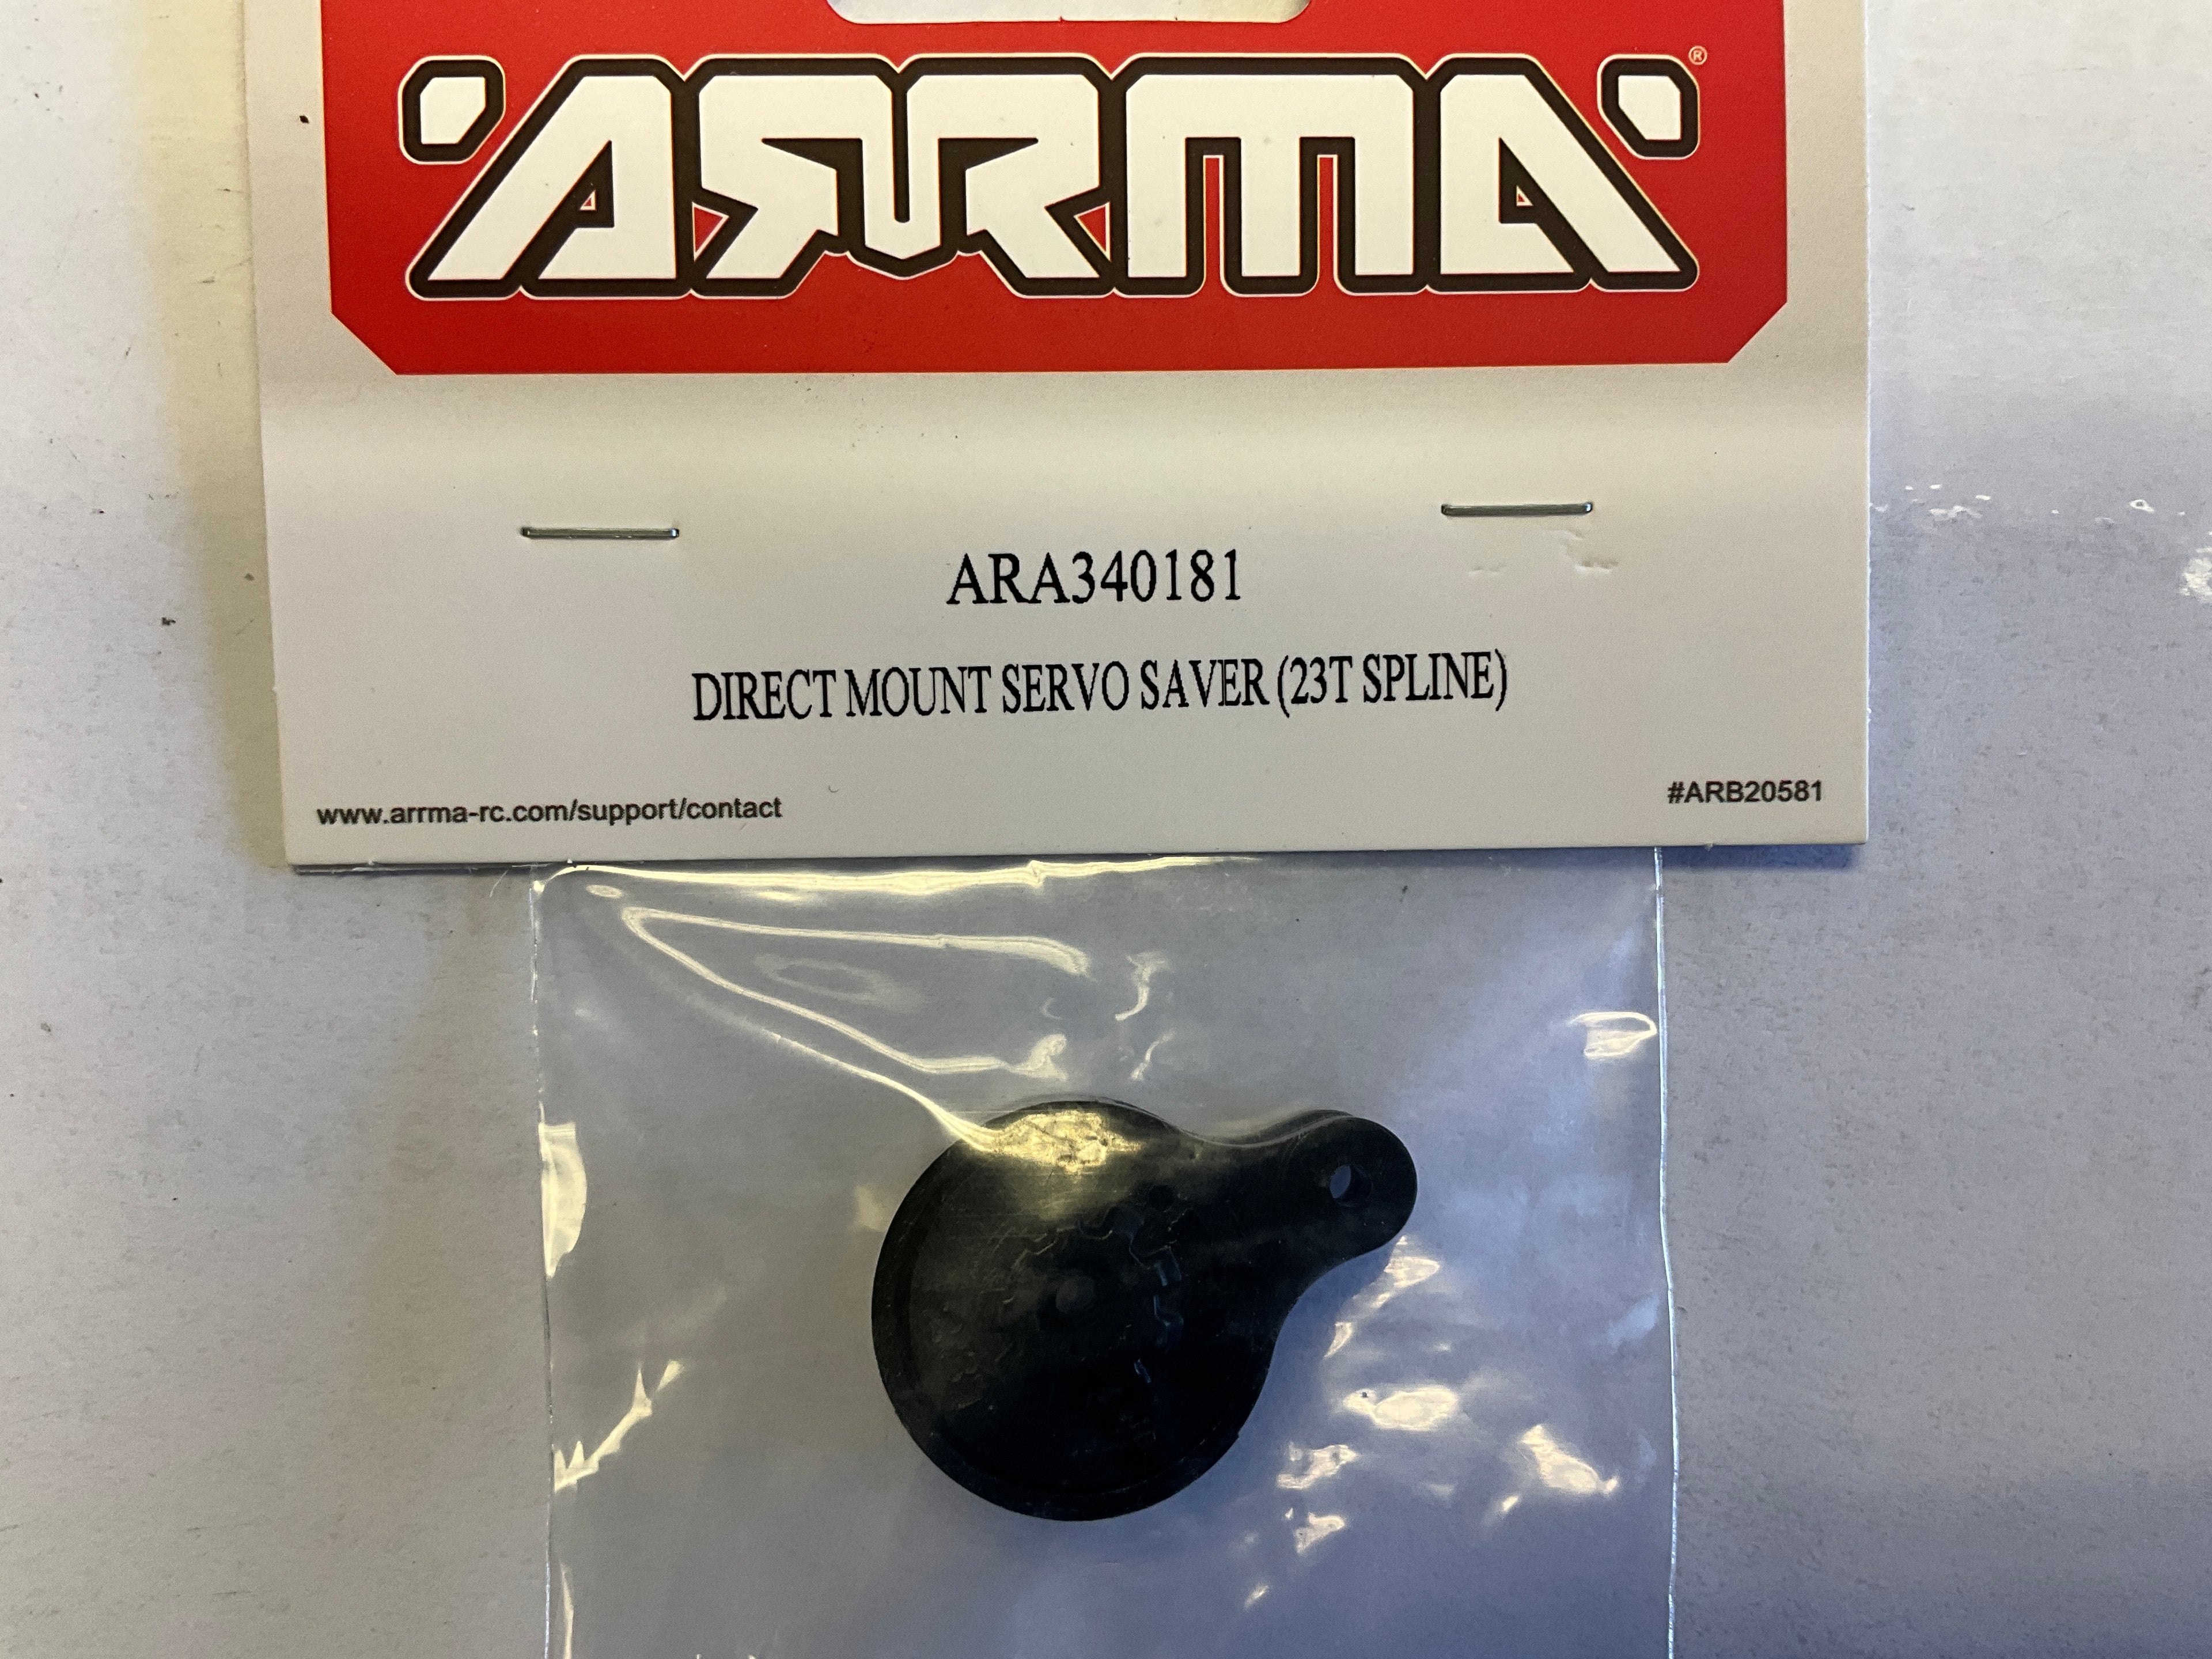 ARRMA®
ARA340181
DIRECT MOUNT SERVO SAVER (23T SPLINE)
www.arrma-rc.com/support/contact
#ARB20581